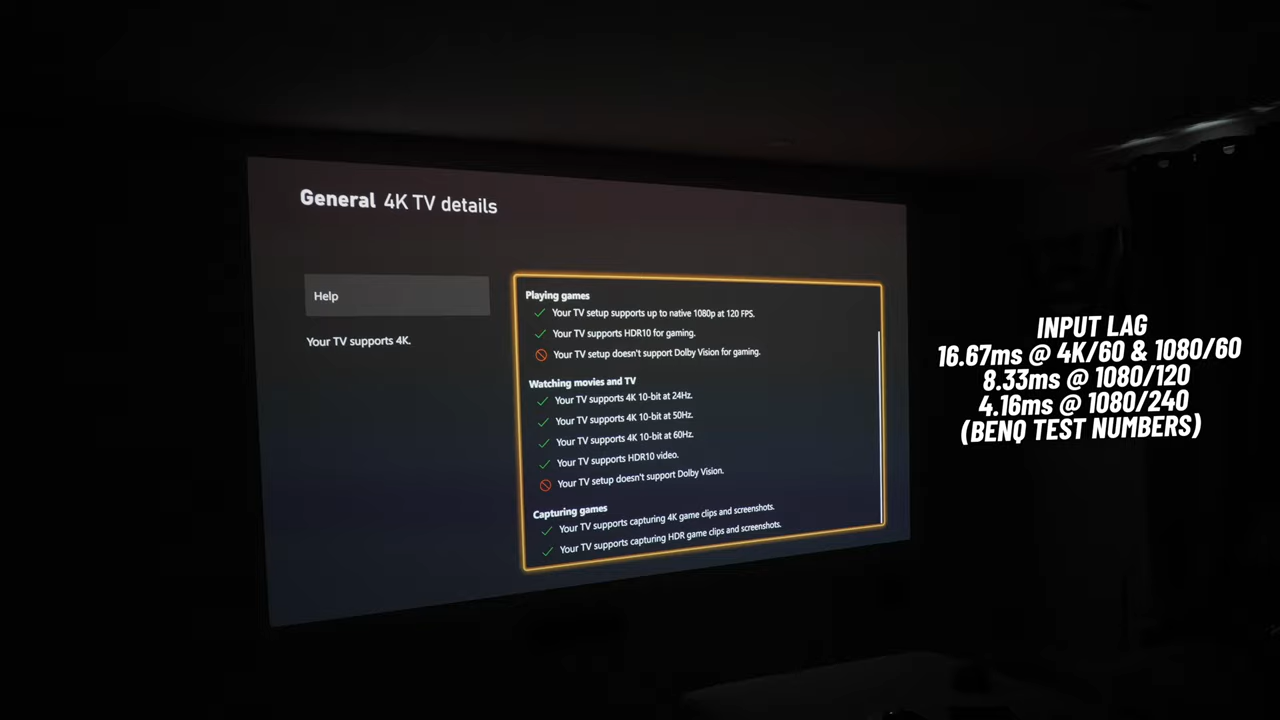 General 4K TV details
Help
Your TV supports 4K.
Playing games
Your TV setup supports up to native 1080p at 120 FPS.
Your TV supports HDR10 for gaming.
Your TV setup doesn't support Dolby Vision for gaming.
Watching movies and TV
Your TV supports 4K 10-bit at 24Hz.
Your TV supports 4K 10-bit at 50Hz.
Your TV supports 4K 10-bit at 60Hz.
Your TV supports HDR10 video.
Your TV setup doesn't support Dolby Vision.
Capturing games
Your TV supports capturing 4K game clips and screenshots.
Your TV supports capturing HDR game clips and screenshots.
INPUT LAG
16.67ms @ 4K/60 & 1080/60
8.33ms @ 1080/120
4.16ms @ 1080/240
(BENQ TEST NUMBERS)